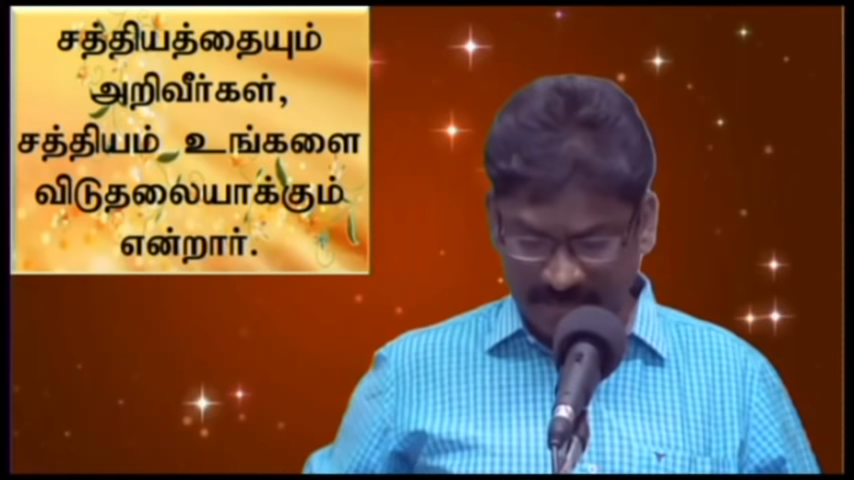 சத்தியத்தையும்
அறிவீர்கள்,
சத்தியம் உங்களை
விடுதலையாக்கும்
என்றார்.